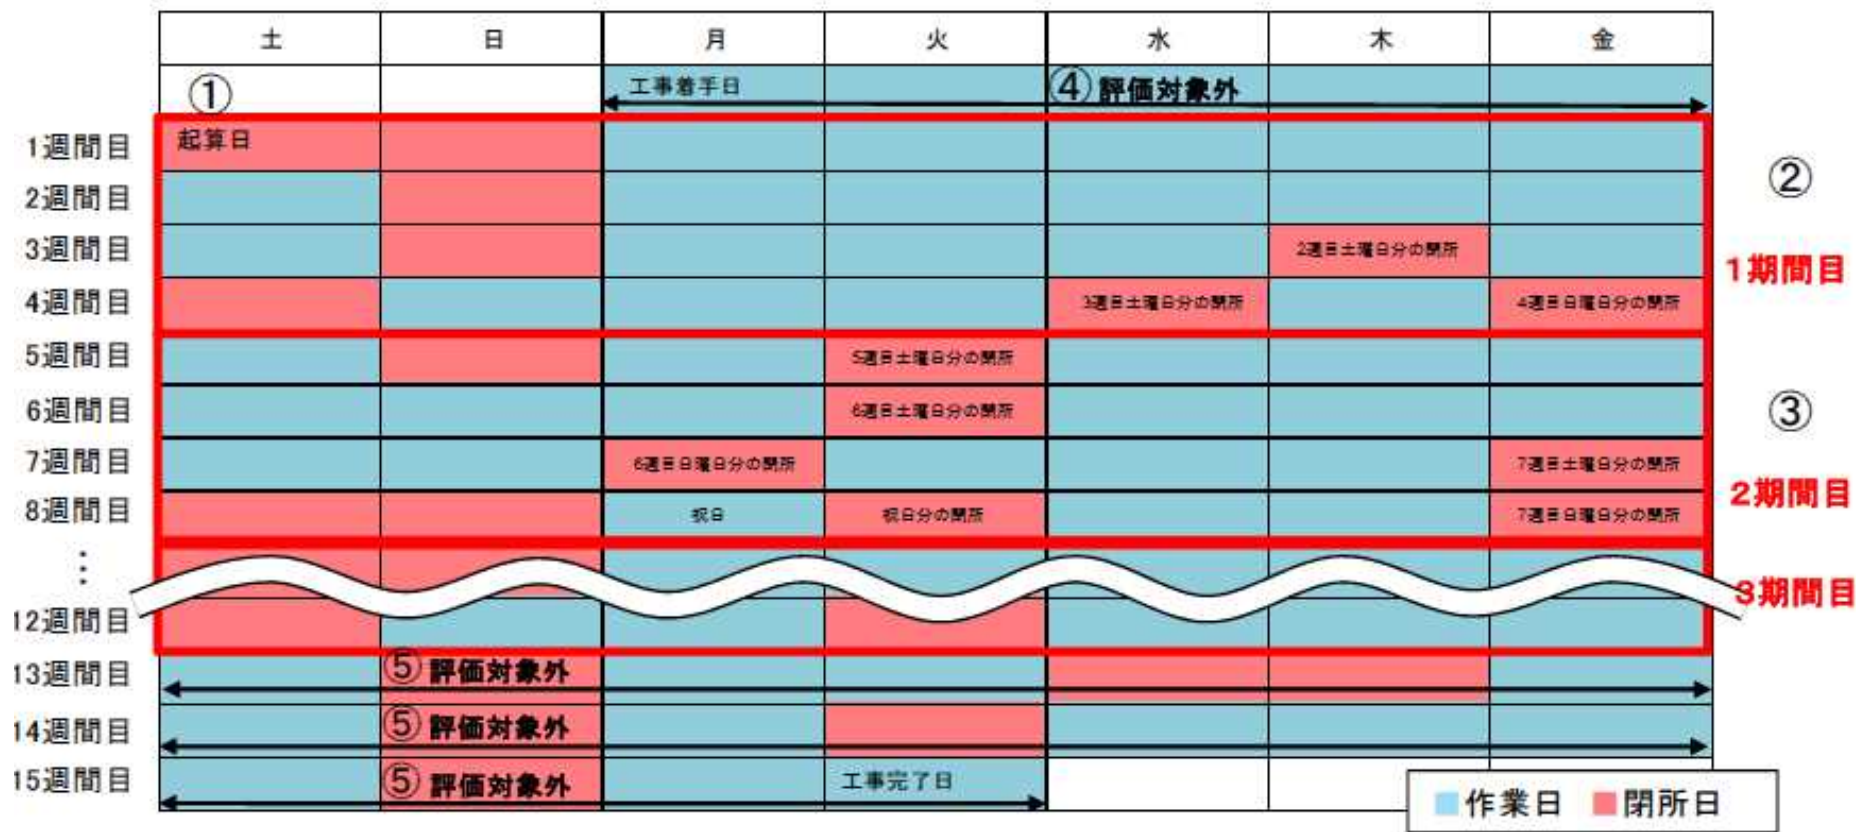 土 日 月 火 水 木 金
① 工事着手日 ④評価対象外
1週間目 起算日
②
2週間目
3週間目 2週目土曜日分の閉所
1期間目
4週間目 3週目土曜日分の閉所 4週目日曜日分の閉所
5週間目 5週目土曜日分の閉所
6週間目 6週目土曜日分の閉所 ③
7週間目 6週目日曜日分の閉所 7週目土曜日分の閉所
2期間目
8週間目 祝日 祝日分の閉所 7週目日曜日分の閉所
⋮
3期間目
12週間目
13週間目 ⑤評価対象外
14週間目 ⑤評価対象外
15週間目 ⑤評価対象外 工事完了日
作業日 閉所日